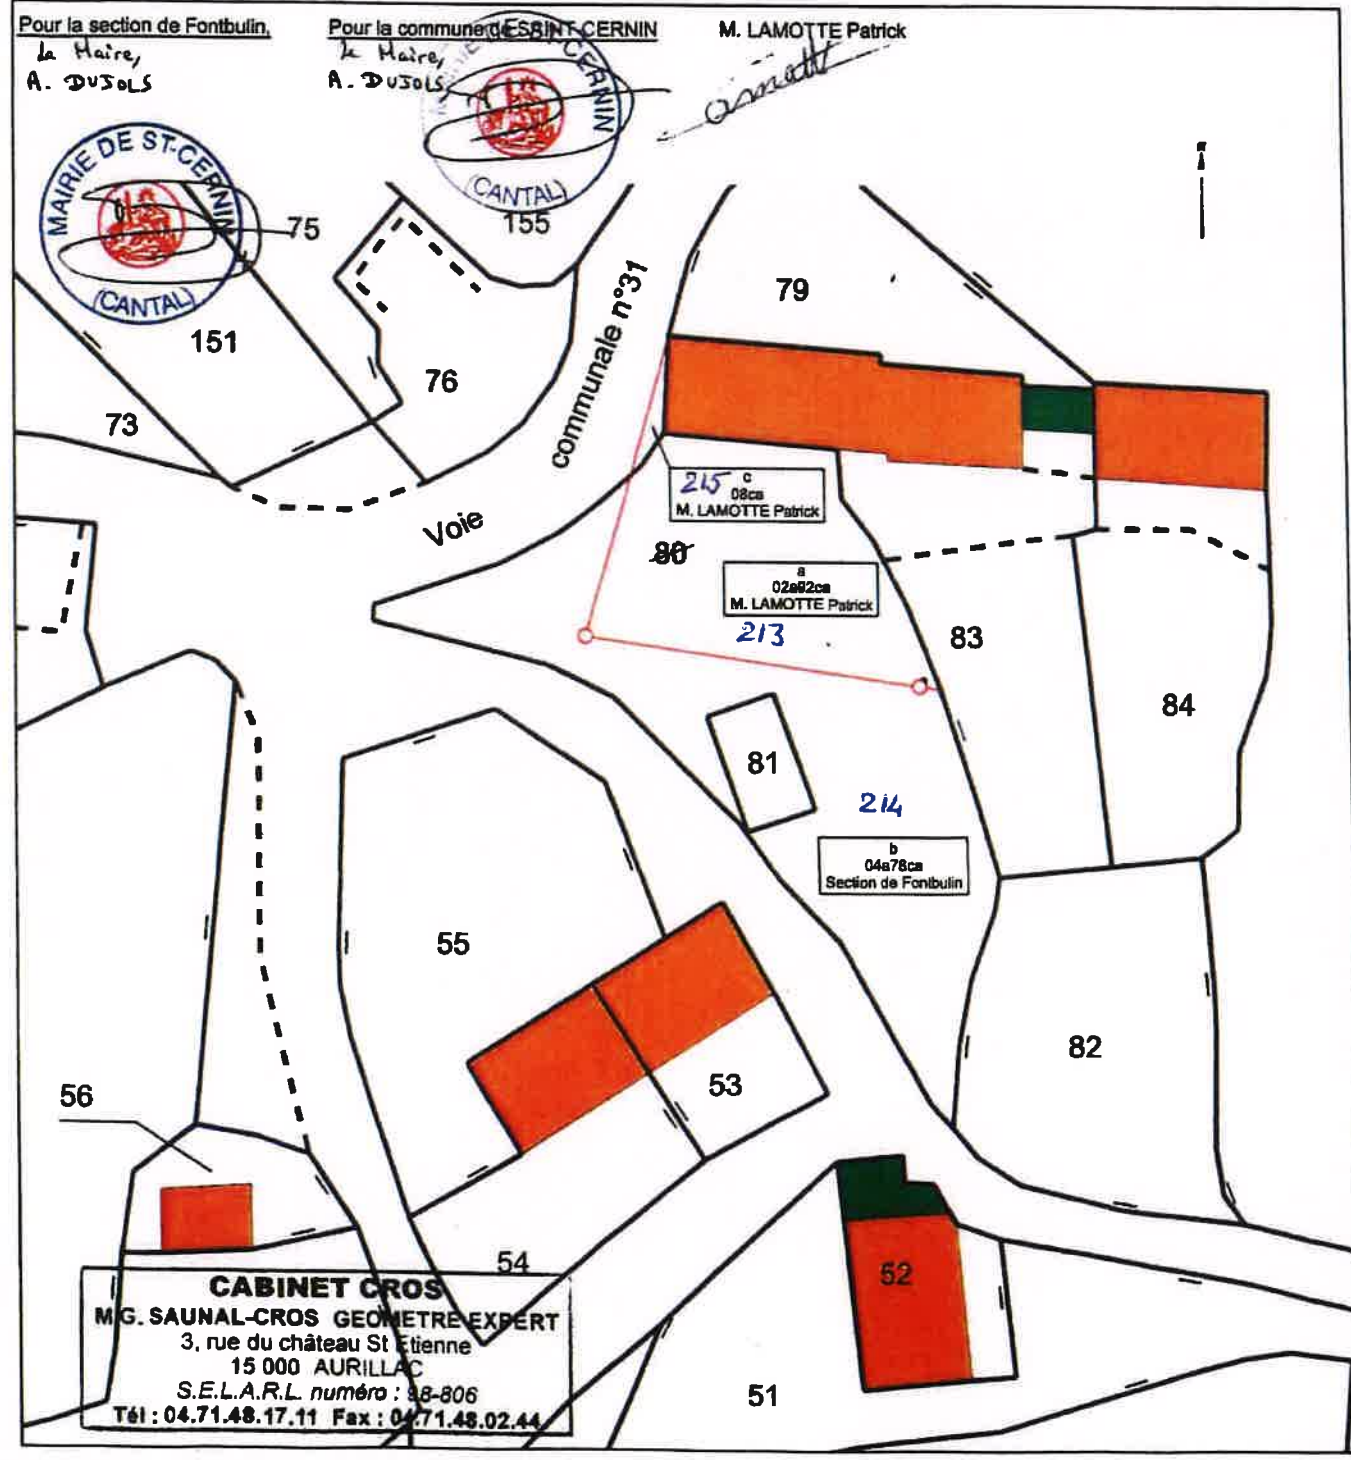 Pour la section de Fontbulin,
Le Maire,
A. DUJOLS
Pour la commune de SAINT CERNIN
Le Maire,
A. DUJOLS
M. LAMOTTE Patrick
MAIRIE DE ST-CERNIN
(CANTAL)
CERNIN
(CANTAL)
75
155
79
151
76
73
communale n°31
Voie
215 c
08ca
M. LAMOTTE Patrick
80
a
02a92ca
M. LAMOTTE Patrick
213
83
84
81
214
b
04a78ca
Section de Fontbulin
55
82
53
56
54
52
51
CABINET CROS
M.G. SAUNAL-CROS GEOMETRE EXPERT
3, rue du château St Etienne
15 000 AURILLAC
S.E.L.A.R.L. numéro : 98-806
Tél : 04.71.48.17.11 Fax : 04.71.48.02.44